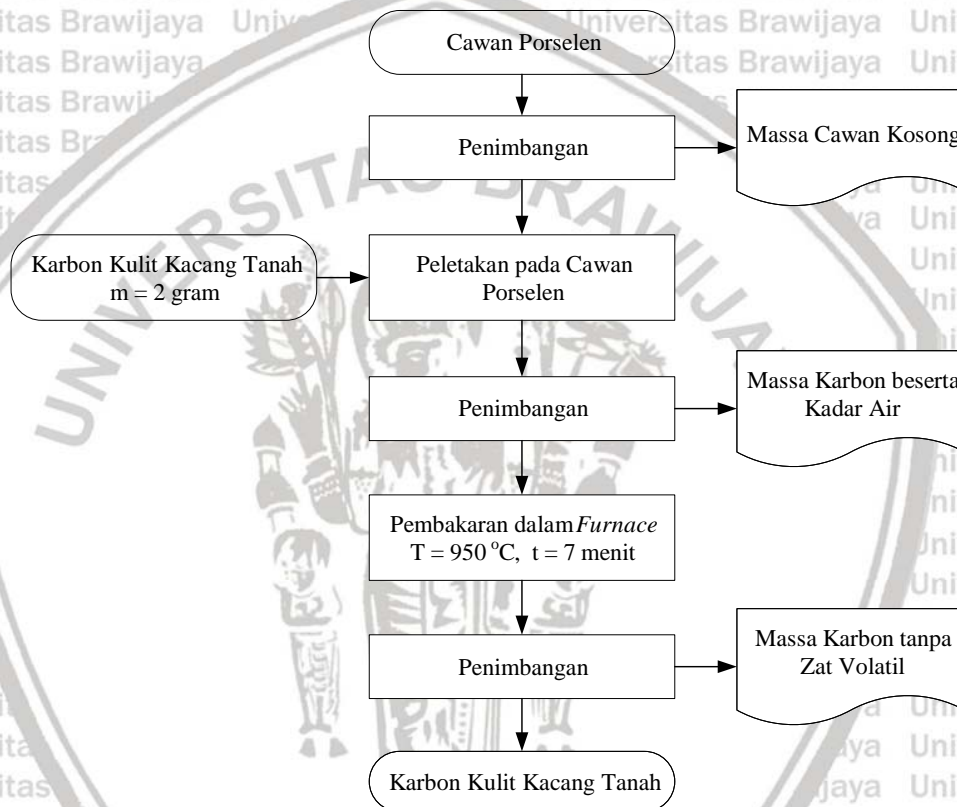 Cawan Porselen
Penimbangan
Massa Cawan Kosong
Karbon Kulit Kacang Tanah
m = 2 gram
Peletakan pada Cawan
Porselen
Penimbangan
Massa Karbon beserta
Kadar Air
Pembakaran dalam Furnace
T = 950 °C, t = 7 menit
Penimbangan
Massa Karbon tanpa
Zat Volatil
Karbon Kulit Kacang Tanah
UNIVERSITAS BRAWIJAYA